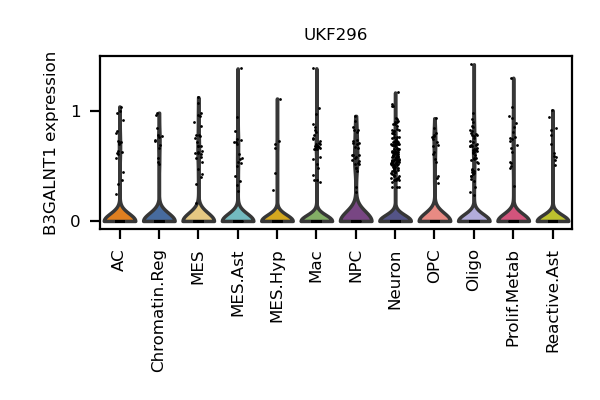 UKF296
B3GALNT1 expression
1
0
AC
Chromatin.Reg
MES
MES.Ast
MES.Hyp
Mac
NPC
Neuron
OPC
Oligo
Prolif.Metab
Reactive.Ast